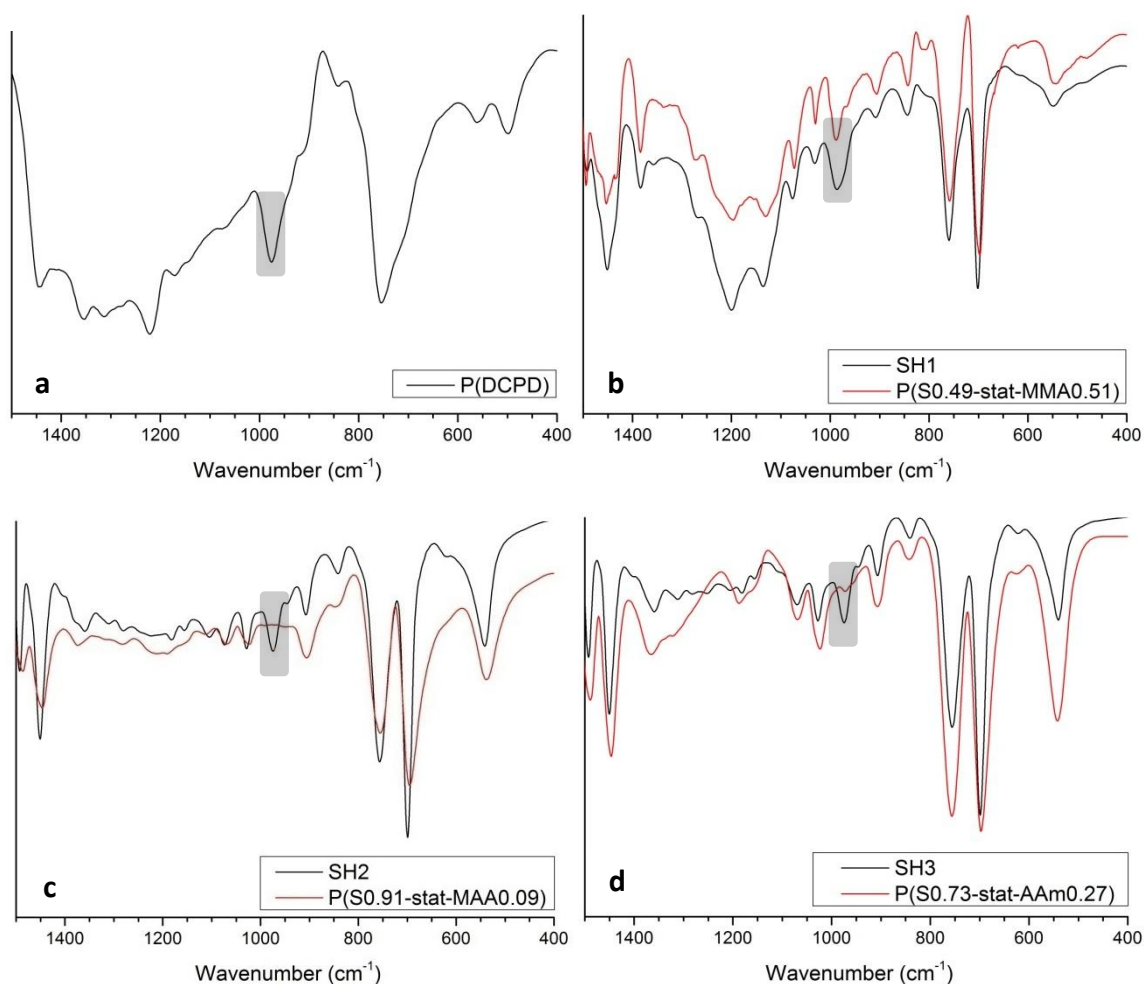 a
P(DCPD)
1400 1200 1000 800 600 400
Wavenumber (cm-1)
b
SH1
P(S0.49-stat-MMA0.51)
1400 1200 1000 800 600 400
Wavenumber (cm-1)
c
SH2
P(S0.91-stat-MAA0.09)
1400 1200 1000 800 600 400
Wavenumber (cm-1)
d
SH3
P(S0.73-stat-AAm0.27)
1400 1200 1000 800 600 400
Wavenumber (cm-1)